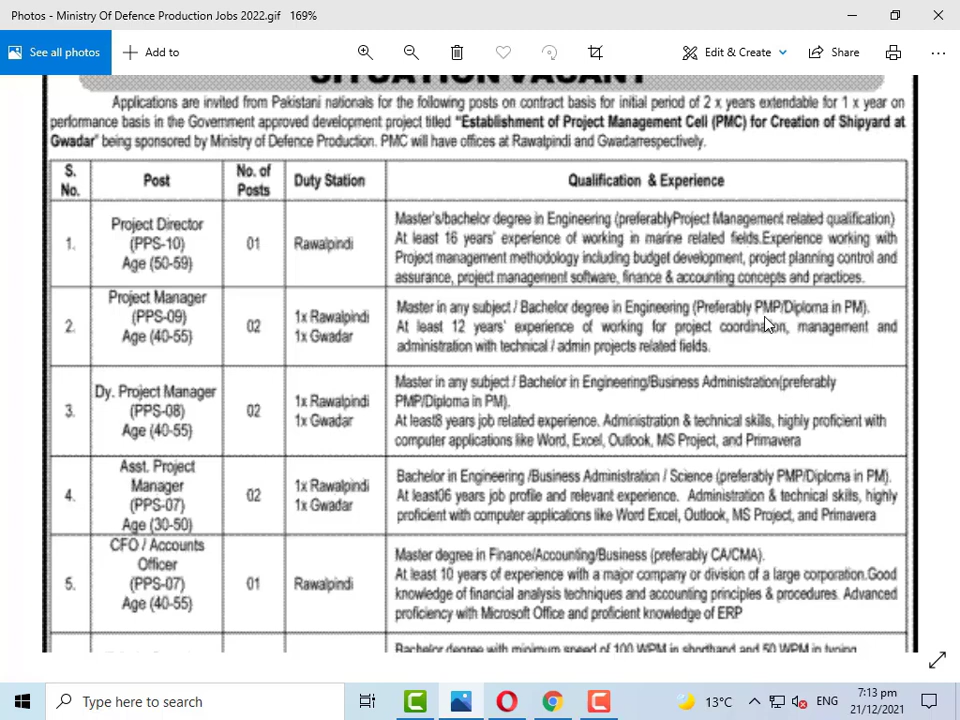 Photos - Ministry Of Defence Production Jobs 2022.gif 169%
See all photos
Add to
Edit & Create
Share
SITUATION VACANT
Applications are invited from Pakistani nationals for the following posts on contract basis for initial period of 2 x years extendable for 1 x year on
performance basis in the Government approved development project titled "Establishment of Project Management Cell (PMC) for Creation of Shipyard at
Gwadar" being sponsored by Ministry of Defence Production. PMC will have offices at Rawalpindi and Gwadarrespectively.
S. No.
Post
No. of Posts
Duty Station
Qualification & Experience
1.
Project Director
(PPS-10)
Age (50-59)
01
Rawalpindi
Master's/bachelor degree in Engineering (preferablyProject Management related qualification)
At least 16 years' experience of working in marine related fields.Experience working with
Project management methodology including budget development, project planning control and
assurance, project management software, finance & accounting concepts and practices.
2.
Project Manager
(PPS-09)
Age (40-55)
02
1x Rawalpindi
1x Gwadar
Master in any subject / Bachelor degree in Engineering (Preferably PMP/Diploma in PM).
At least 12 years' experience of working for project coordination, management and
administration with technical / admin projects related fields.
3.
Dy. Project Manager
(PPS-08)
Age (40-55)
02
1x Rawalpindi
1x Gwadar
Master in any subject / Bachelor in Engineering/Business Administration(preferably
PMP/Diploma in PM).
At least8 years job related experience. Administration & technical skills, highly proficient with
computer applications like Word, Excel, Outlook, MS Project, and Primavera
4.
Asst. Project
Manager
(PPS-07)
Age (30-50)
02
1x Rawalpindi
1x Gwadar
Bachelor in Engineering /Business Administration / Science (preferably PMP/Diploma in PM).
At least06 years job profile and relevant experience. Administration & technical skills, highly
proficient with computer applications like Word Excel, Outlook, MS Project, and Primavera
5.
CFO / Accounts
Officer
(PPS-07)
Age (40-55)
01
Rawalpindi
Master degree in Finance/Accounting/Business (preferably CA/CMA).
At least 10 years of experience with a major company or division of a large corporation.Good
knowledge of financial analysis techniques and accounting principles & procedures. Advanced
proficiency with Microsoft Office and proficient knowledge of ERP
Bachelor degree with minimum speed of 100 WPM in shorthand and 50 WPM in typing
Type here to search
13°C
ENG
7:13 pm
21/12/2021